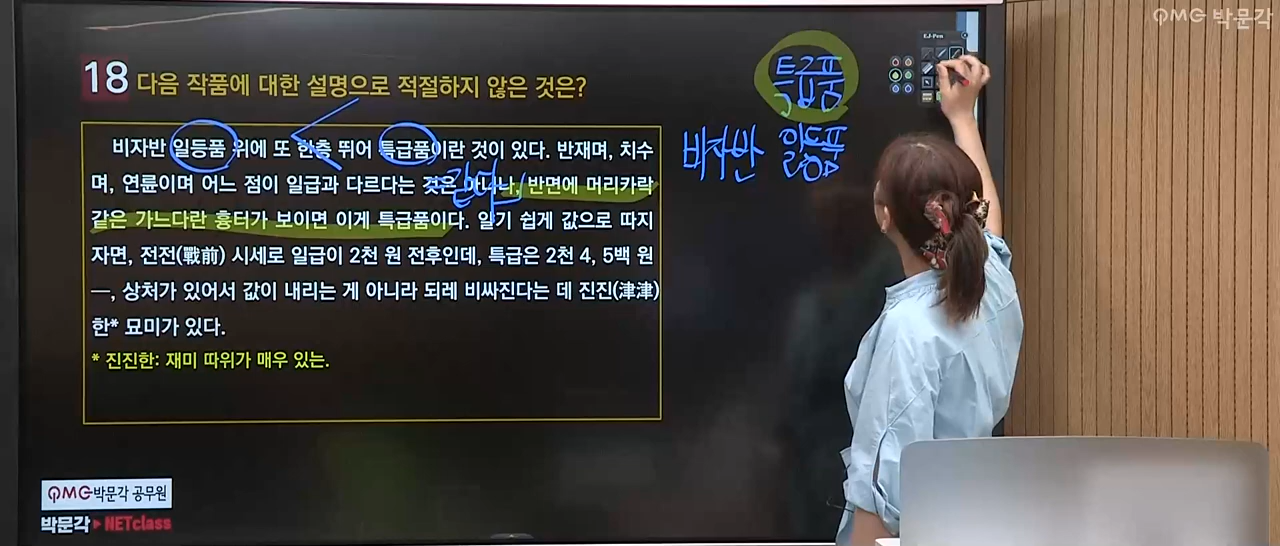 QMG 박문각
EJ-Pen
18 다음 작품에 대한 설명으로 적절하지 않은 것은?
특급품
비자반 일등품
비자반 일등품 위에 또 한층 뛰어 특급품이란 것이 있다. 반재며, 치수
며, 연륜이며 어느 점이 일급과 다르다는 것은 아니나, 반면에 머리카락
같다
같은 가느다란 흉터가 보이면 이게 특급품이다. 알기 쉽게 값으로 따지
자면, 전전(戰前) 시세로 일급이 2천 원 전후인데, 특급은 2천 4, 5백 원
―, 상처가 있어서 값이 내리는 게 아니라 되레 비싸진다는 데 진진(津津)
한* 묘미가 있다.
* 진진한: 재미 따위가 매우 있는.
QMG박문각 공무원
박문각 NETclass